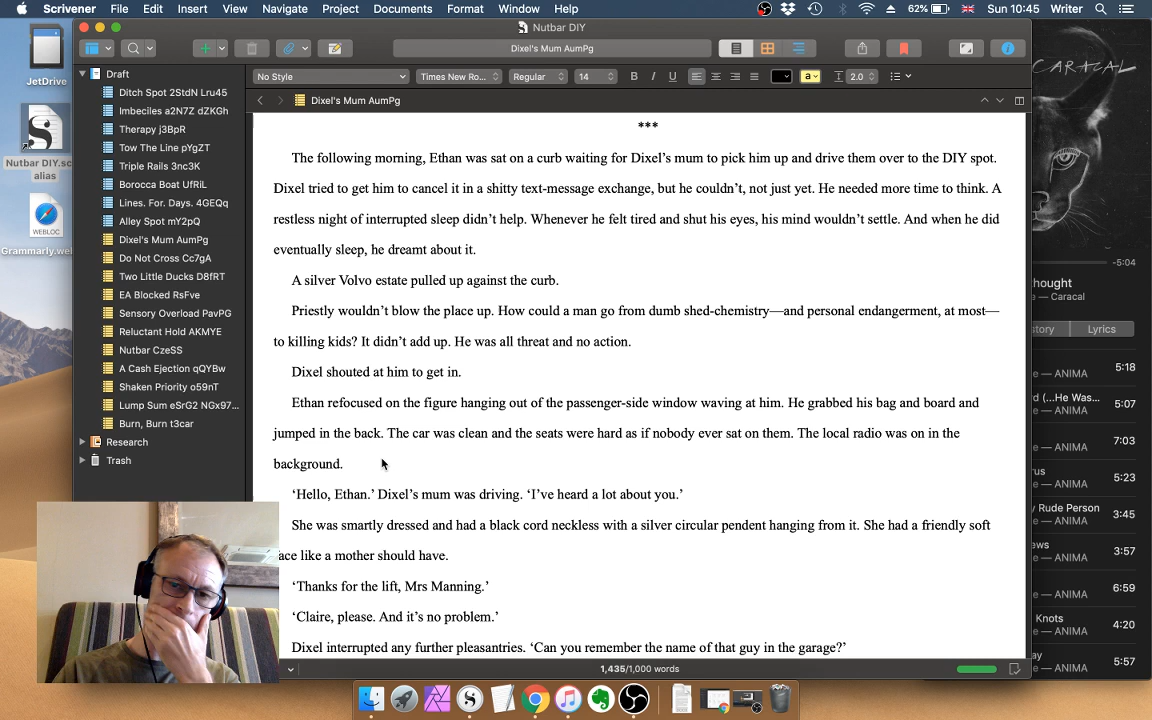 Scrivener File Edit Insert View Navigate Project Documents Format Window Help 62% Sun 10:45 Writer
Nutbar DIY
Dixel's Mum AumPg
No Style Times New Ro... Regular 14 B I U a 2.0
Dixel's Mum AumPg
JetDrive
Nutbar DIY.sc
alias
WEBLOC
Grammarly.we
Draft
Ditch Spot 2StdN Lru45
Imbeciles a2N7Z dZKGh
Therapy j3BpR
Tow The Line pYgZT
Triple Rails 3nc3K
Borocca Boat UfRiL
Lines. For. Days. 4GEQq
Alley Spot mY2pQ
Dixel's Mum AumPg
Do Not Cross Cc7gA
Two Little Ducks D8fRT
EA Blocked RsFve
Sensory Overload PavPG
Reluctant Hold AKMYE
Nutbar CzeSS
A Cash Ejection qQYBw
Shaken Priority o59nT
Lump Sum eSrG2 NGx97...
Burn, Burn t3car
Research
Trash
***
The following morning, Ethan was sat on a curb waiting for Dixel’s mum to pick him up and drive them over to the DIY spot.
Dixel tried to get him to cancel it in a shitty text-message exchange, but he couldn’t, not just yet. He needed more time to think. A
restless night of interrupted sleep didn’t help. Whenever he felt tired and shut his eyes, his mind wouldn’t settle. And when he did
eventually sleep, he dreamt about it.
A silver Volvo estate pulled up against the curb.
Priestly wouldn’t blow the place up. How could a man go from dumb shed-chemistry—and personal endangerment, at most—
to killing kids? It didn’t add up. He was all threat and no action.
Dixel shouted at him to get in.
Ethan refocused on the figure hanging out of the passenger-side window waving at him. He grabbed his bag and board and
jumped in the back. The car was clean and the seats were hard as if nobody ever sat on them. The local radio was on in the
background.
‘Hello, Ethan.’ Dixel’s mum was driving. ‘I’ve heard a lot about you.’
She was smartly dressed and had a black cord neckless with a silver circular pendent hanging from it. She had a friendly soft
face like a mother should have.
‘Thanks for the lift, Mrs Manning.’
‘Claire, please. And it’s no problem.’
Dixel interrupted any further pleasantries. ‘Can you remember the name of that guy in the garage?’
1,435/1,000 words
CARACAL
-5:04
hought
— Caracal
story Lyrics
e — ANIMA 5:18
rd (...He Was...
e — ANIMA 5:07
e — ANIMA 7:03
rus
e — ANIMA 5:23
y Rude Person
e — ANIMA 3:45
ews
e — ANIMA 3:57
e — ANIMA 6:59
Knots
e — ANIMA 4:20
ay
e — ANIMA 5:57